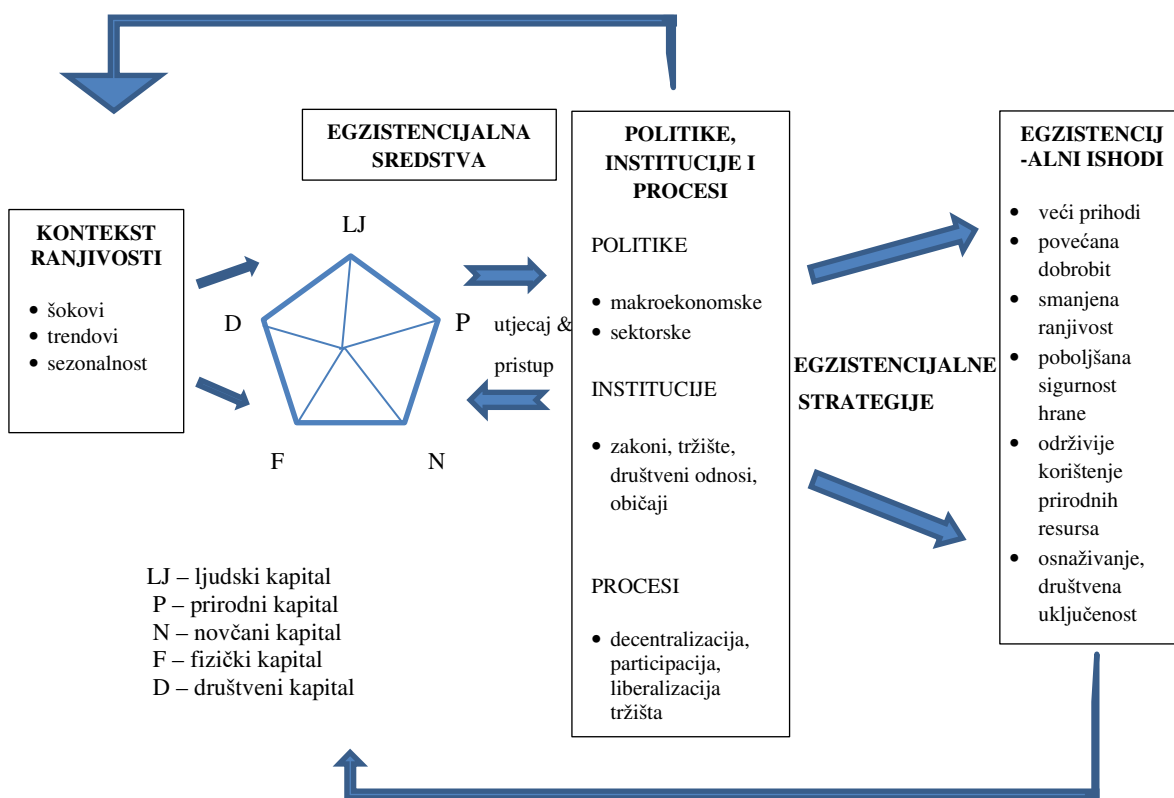 EGZISTENCIJALNA
SREDSTVA
KONTEKST
RANJIVOSTI
• šokovi
• trendovi
• sezonalnost
LJ
D
P
F
N
utjecaj &
pristup
LJ – ljudski kapital
P – prirodni kapital
N – novčani kapital
F – fizički kapital
D – društveni kapital
POLITIKE,
INSTITUCIJE I
PROCESI
POLITIKE
• makroekonomske
• sektorske
INSTITUCIJE
• zakoni, tržište,
društveni odnosi,
običaji
PROCESI
• decentralizacija,
participacija,
liberalizacija
tržišta
EGZISTENCIJALNE
STRATEGIJE
EGZISTENCIJ
-ALNI ISHODI
• veći prihodi
• povećana
dobrobit
• smanjena
ranjivost
• poboljšana
sigurnost
hrane
• održivije
korištenje
prirodnih
resursa
• osnaživanje,
društvena
uključenost